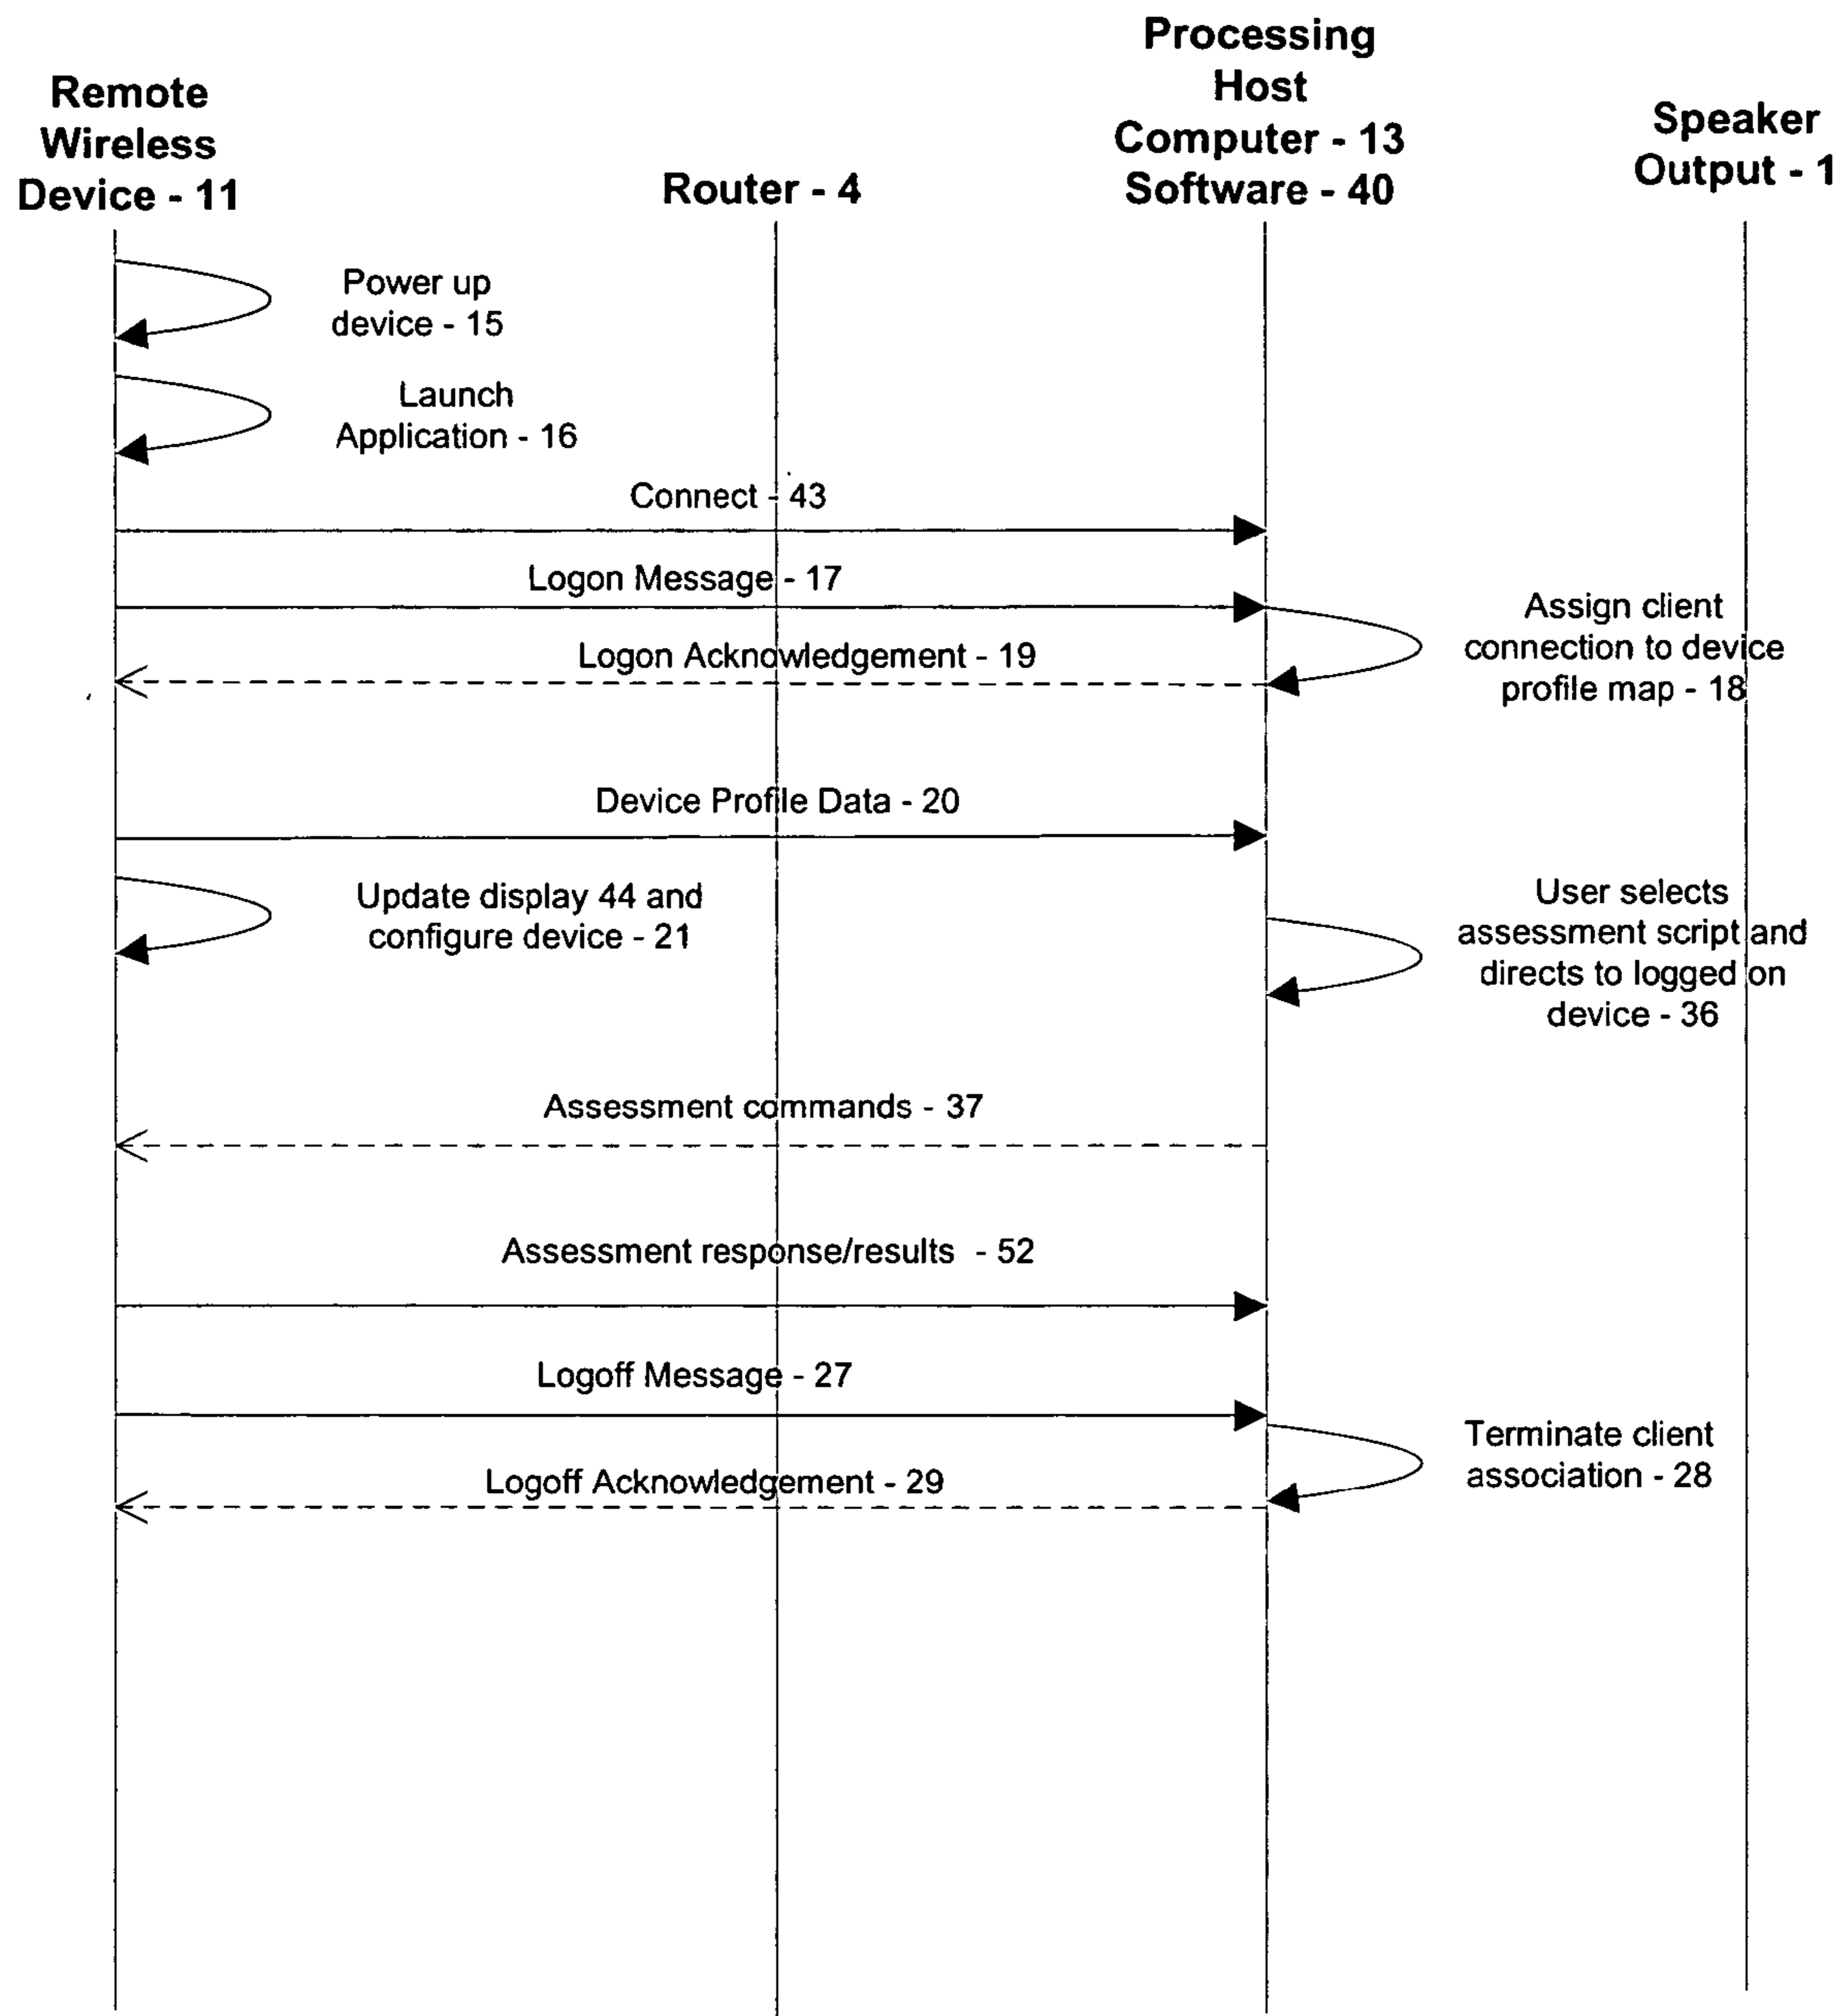 Remote
Wireless
Device - 11
Router - 4
Processing
Host
Computer - 13
Software - 40
Speaker
Output - 1
Power up
device - 15
Launch
Application - 16
Connect - 43
Logon Message - 17
Assign client
connection to device
profile map - 18
Logon Acknowledgement - 19
Device Profile Data - 20
Update display 44 and
configure device - 21
User selects
assessment script and
directs to logged on
device - 36
Assessment commands - 37
Assessment response/results - 52
Logoff Message - 27
Terminate client
association - 28
Logoff Acknowledgement - 29